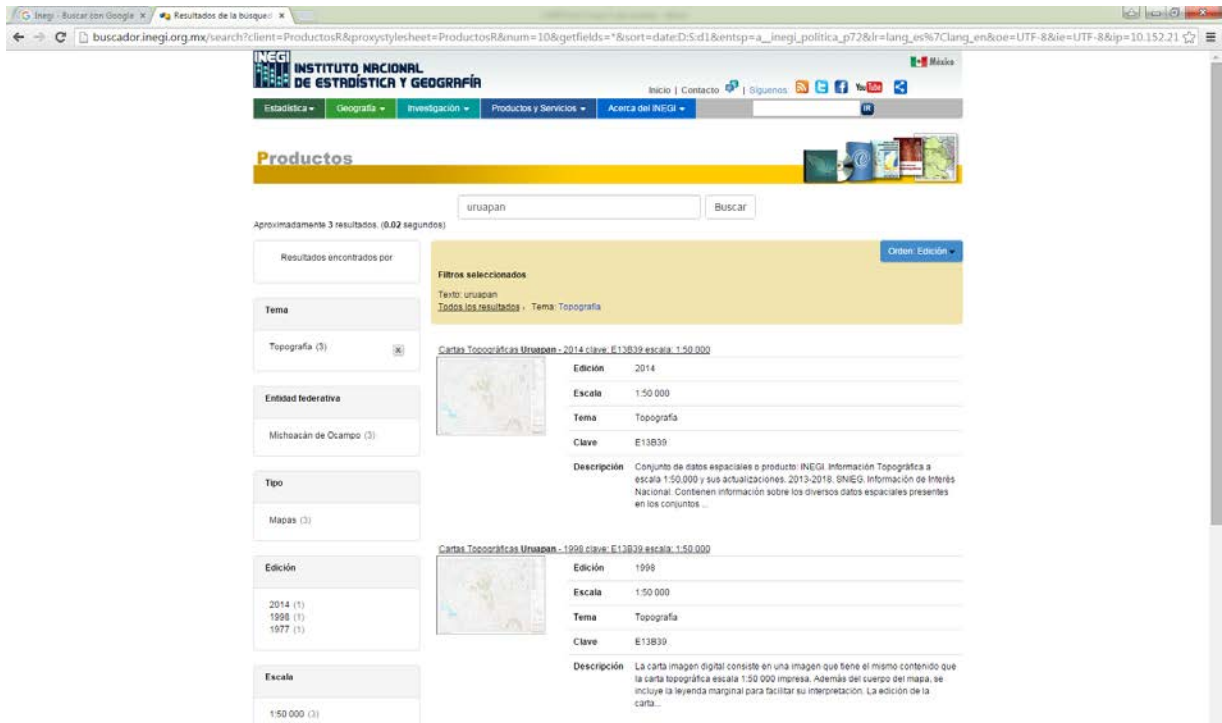 Inegi - Buscar con Google
Resultados de la búsqued
buscador.inegi.org.mx/search?client=ProductosR&proxystylesheet=ProductosR&num=10&getfields=*&sort=date:D:S:d1&entsp=a__inegi_politica_p72&lr=lang_es%7Clang_en&oe=UTF-8&ie=UTF-8&ip=10.152.21
INEGI
INSTITUTO NACIONAL
DE ESTADÍSTICA Y GEOGRAFÍA
México
Inicio | Contacto | Síguenos: You Tube
Estadística Geografía Investigación Productos y Servicios Acerca del INEGI IR
Productos
uruapan Buscar
Aproximadamente 3 resultados. (0.02 segundos)
Resultados encontrados por
Orden: Edición
Filtros seleccionados
Texto: uruapan
Todos los resultados › Tema: Topografía
Tema
Topografía (3)
Entidad federativa
Michoacán de Ocampo (3)
Tipo
Mapas (3)
Edición
2014 (1)
1998 (1)
1977 (1)
Escala
1:50 000 (3)
Cartas Topográficas Uruapan - 2014 clave: E13B39 escala: 1:50 000
Edición 2014
Escala 1:50 000
Tema Topografía
Clave E13B39
Descripción Conjunto de datos espaciales o producto: INEGI. Información Topográfica a
escala 1:50,000 y sus actualizaciones. 2013-2018. SNIEG. Información de Interés
Nacional. Contienen información sobre los diversos datos espaciales presentes
en los conjuntos ...
Cartas Topográficas Uruapan - 1998 clave: E13B39 escala: 1:50 000
Edición 1998
Escala 1:50 000
Tema Topografía
Clave E13B39
Descripción La carta imagen digital consiste en una imagen que tiene el mismo contenido que
la carta topográfica escala 1:50 000 impresa. Además del cuerpo del mapa, se
incluye la leyenda marginal para facilitar su interpretación. La edición de la
carta...